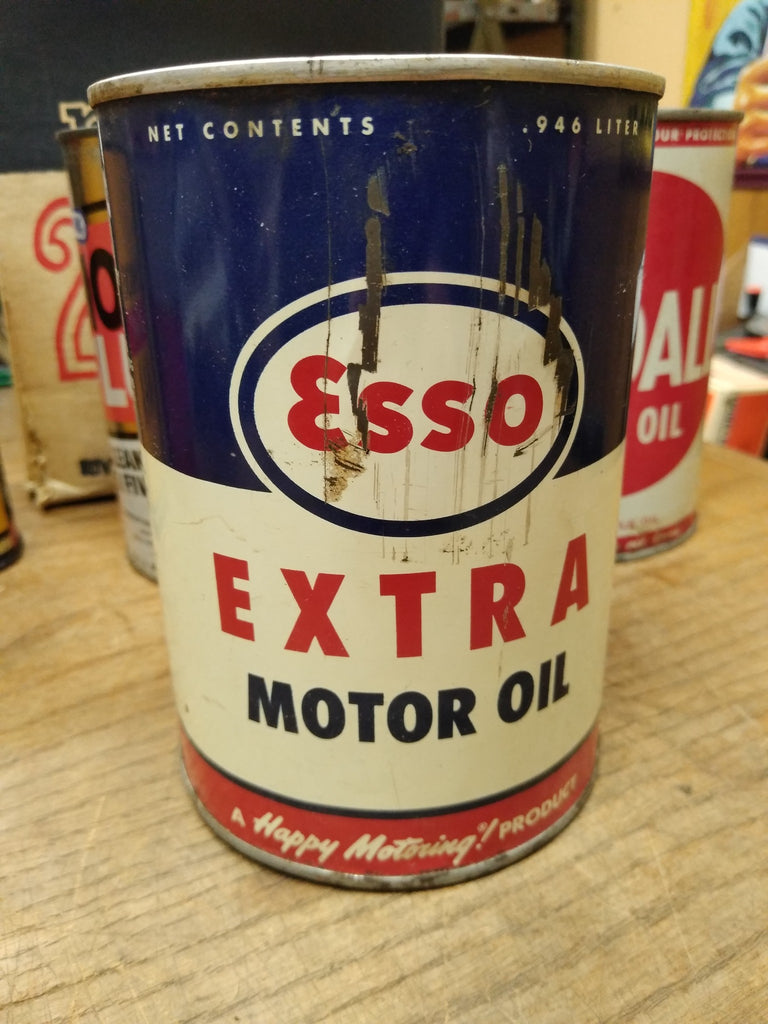 NET CONTENTS .946 LITER
Esso
EXTRA
MOTOR OIL
A Happy Motoring! PRODUCT
OIL